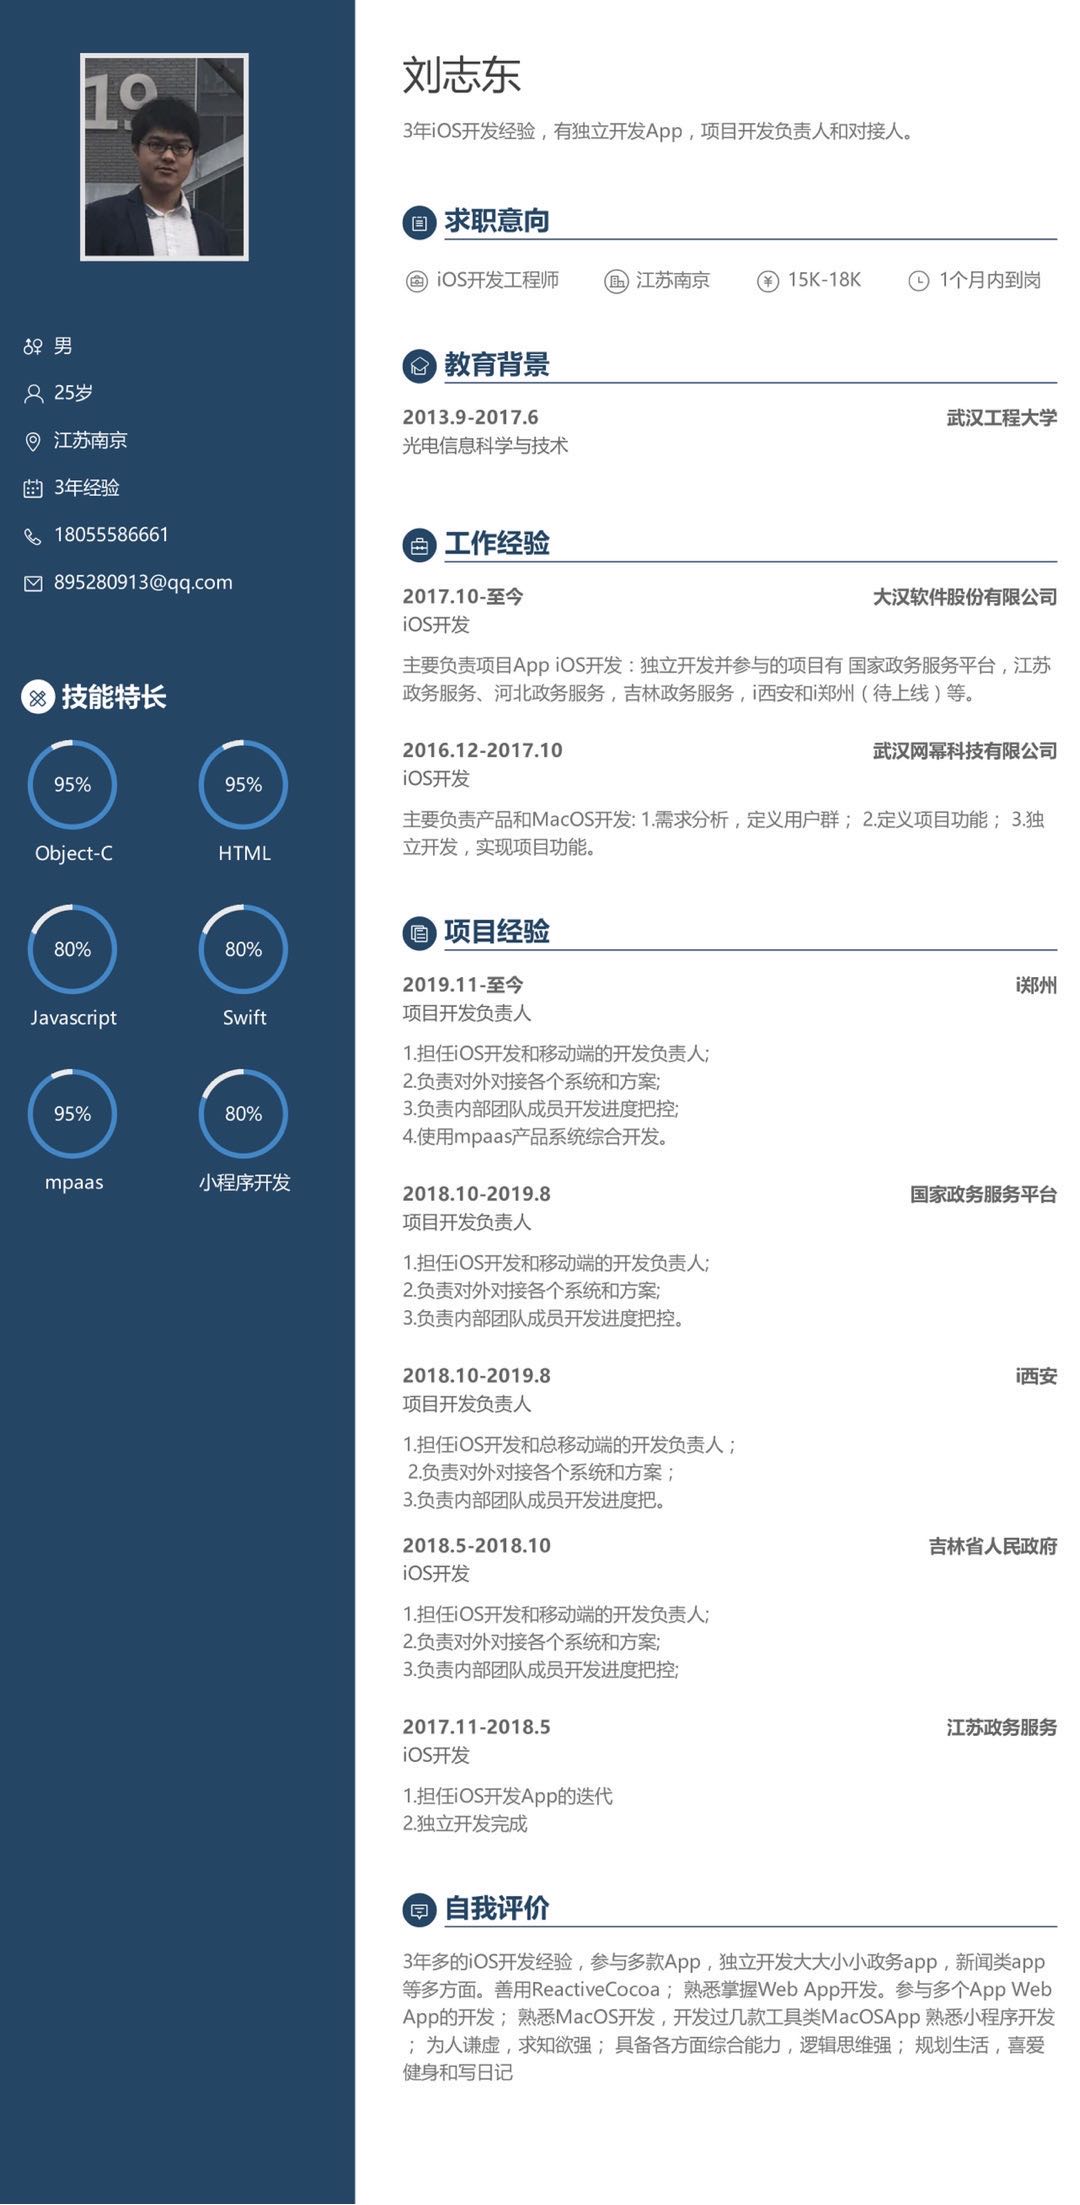 19
男
25岁
江苏南京
3年经验
18055586661
895280913@qq.com
技能特长
95%
95%
Object-C
HTML
80%
80%
Javascript
Swift
95%
80%
mpaas
小程序开发
刘志东
3年iOS开发经验，有独立开发App，项目开发负责人和对接人。
求职意向
iOS开发工程师 江苏南京 15K-18K 1个月内到岗
教育背景
2013.9-2017.6 武汉工程大学
光电信息科学与技术
工作经验
2017.10-至今 大汉软件股份有限公司
iOS开发
主要负责项目App iOS开发：独立开发并参与的项目有 国家政务服务平台，江苏
政务服务、河北政务服务，吉林政务服务，i西安和i郑州（待上线）等。
2016.12-2017.10 武汉网幂科技有限公司
iOS开发
主要负责产品和MacOS开发: 1.需求分析，定义用户群； 2.定义项目功能； 3.独
立开发，实现项目功能。
项目经验
2019.11-至今 i郑州
项目开发负责人
1.担任iOS开发和移动端的开发负责人;
2.负责对外对接各个系统和方案;
3.负责内部团队成员开发进度把控;
4.使用mpaas产品系统综合开发。
2018.10-2019.8 国家政务服务平台
项目开发负责人
1.担任iOS开发和移动端的开发负责人;
2.负责对外对接各个系统和方案;
3.负责内部团队成员开发进度把控。
2018.10-2019.8 i西安
项目开发负责人
1.担任iOS开发和总移动端的开发负责人；
2.负责对外对接各个系统和方案；
3.负责内部团队成员开发进度把。
2018.5-2018.10 吉林省人民政府
iOS开发
1.担任iOS开发和移动端的开发负责人;
2.负责对外对接各个系统和方案;
3.负责内部团队成员开发进度把控;
2017.11-2018.5 江苏政务服务
iOS开发
1.担任iOS开发App的迭代
2.独立开发完成
自我评价
3年多的iOS开发经验，参与多款App，独立开发大大小小政务app，新闻类app
等多方面。善用ReactiveCocoa； 熟悉掌握Web App开发。参与多个App Web
App的开发； 熟悉MacOS开发，开发过几款工具类MacOSApp 熟悉小程序开发
； 为人谦虚，求知欲强； 具备各方面综合能力，逻辑思维强； 规划生活，喜爱
健身和写日记